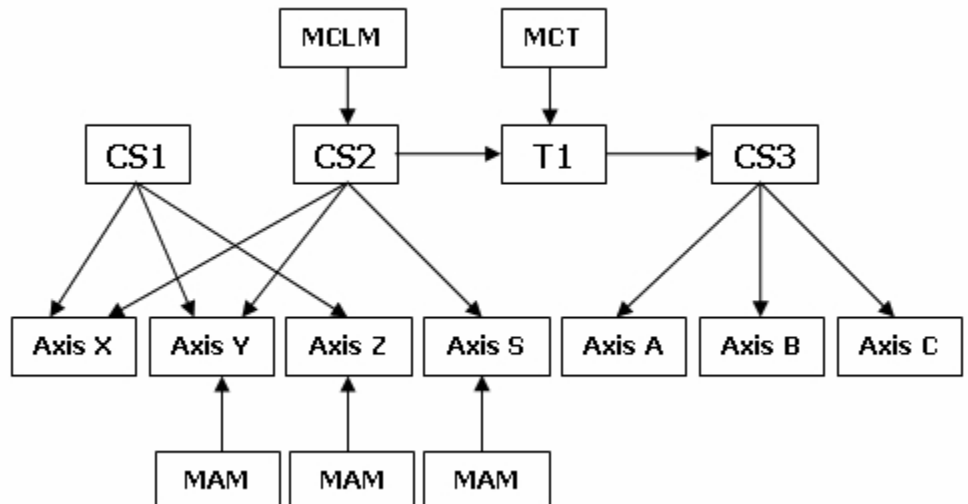 MCLM MCT
CS1 CS2 T1 CS3
Axis X Axis Y Axis Z Axis S Axis A Axis B Axis C
MAM MAM MAM